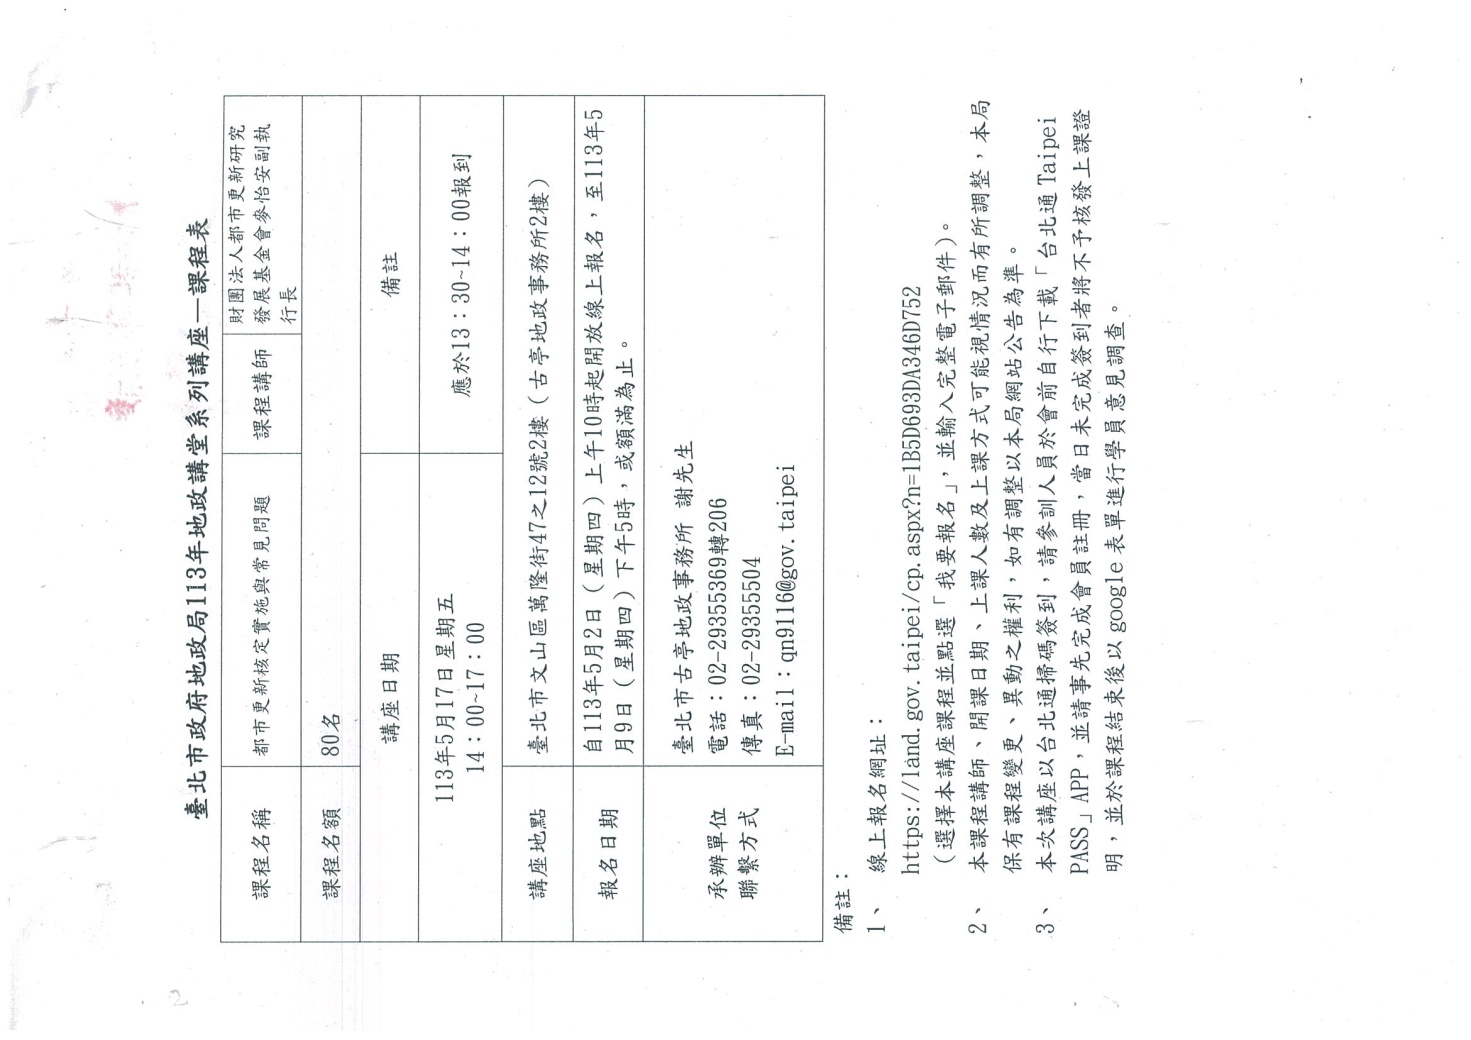 臺北市政府地政局113年地政講堂系列講座—課程表
課程名稱 都市更新核定實施與常見問題 課程講師 財團法人都市更新研究
發展基金會麥怡安副執
行長
課程名額 80名
講座日期 備註
113年5月17日星期五
14：00~17：00 應於13：30~14：00報到
講座地點 臺北市文山區萬隆街47之12號2樓（古亭地政事務所2樓）
報名日期 自113年5月2日（星期四）上午10時起開放線上報名，至113年5
月9日（星期四）下午5時，或額滿為止。
承辦單位
聯繫方式
臺北市古亭地政事務所 謝先生
電話：02-29355369轉206
傳真：02-29355504
E-mail：qn9116@gov.taipei
備註：
1、 線上報名網址：
https://land.gov.taipei/cp.aspx?n=1B5D693DA346D752
（選擇本講座課程並點選「我要報名」，並輸入完整電子郵件）。
2、 本課程講師、開課日期、上課人數及上課方式可能視情況而有所調整，本局
保有課程變更、異動之權利，如有調整以本局網站公告為準。
3、 本次講座以台北通掃碼簽到，請參訓人員於會前自行下載「台北通Taipei
PASS」APP，並請事先完成會員註冊，當日未完成簽到者將不予核發上課證
明，並於課程結束後以google表單進行學員意見調查。
2